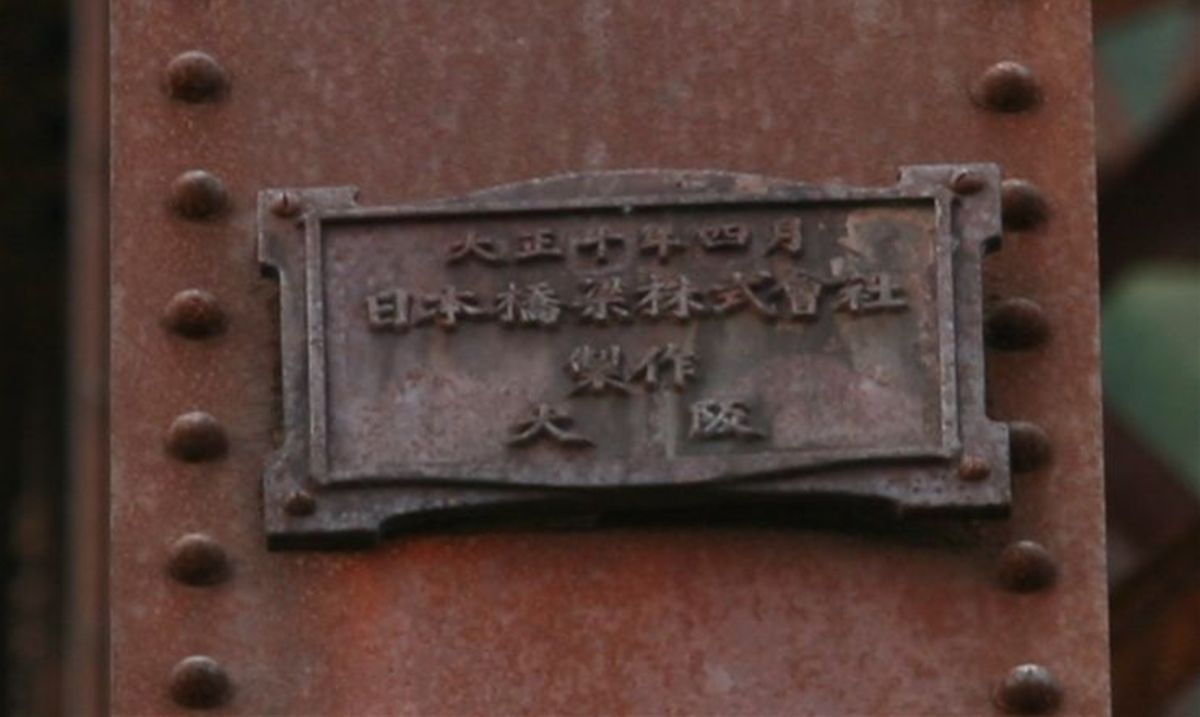 大正十年四月
日本橋梁株式會社
製作
大 阪